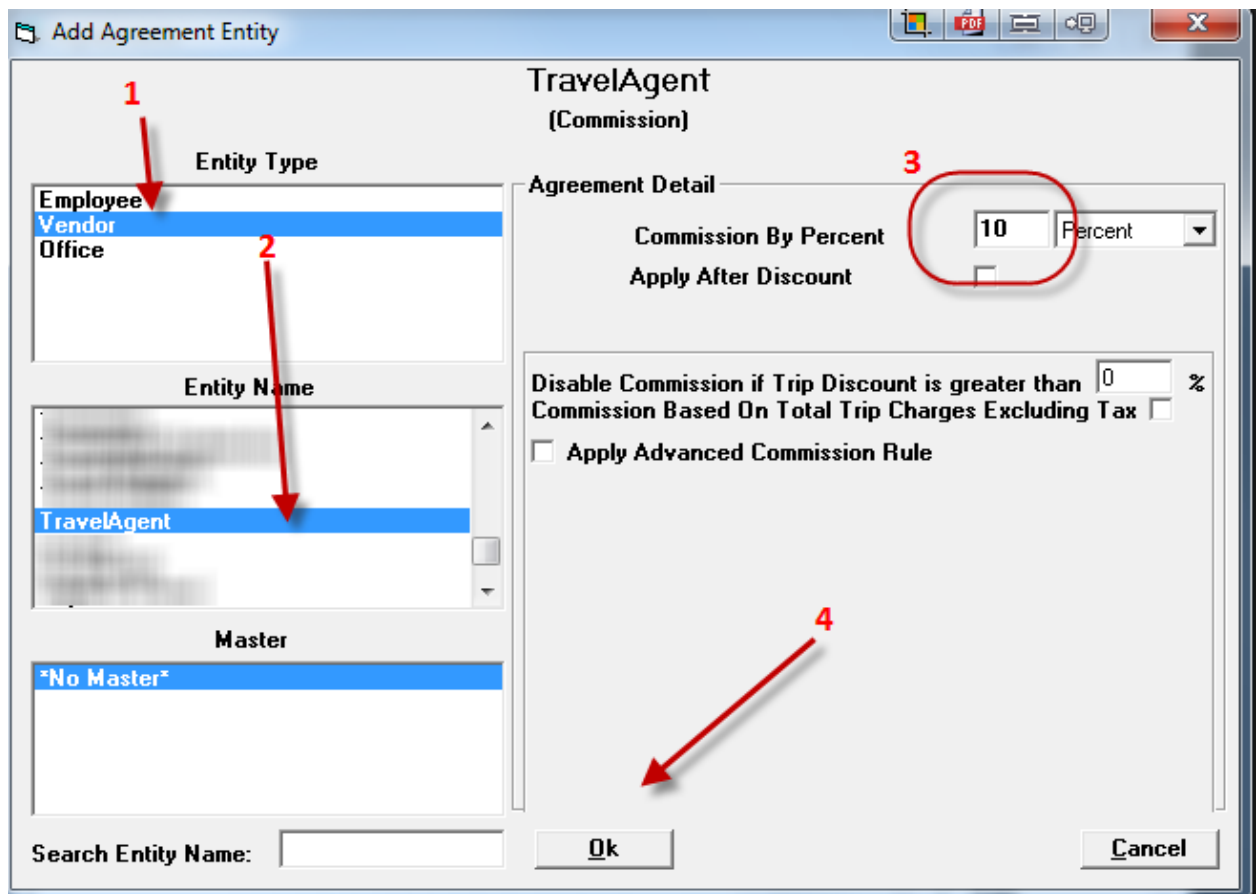 Add Agreement Entity
PDF
TravelAgent
(Commission)
1
Entity Type
Employee
Vendor
Office
2
Entity Name
TravelAgent
Master
*No Master*
Search Entity Name:
3
Agreement Detail
Commission By Percent 10 Percent
Apply After Discount
Disable Commission if Trip Discount is greater than 0 %
Commission Based On Total Trip Charges Excluding Tax
Apply Advanced Commission Rule
4
Ok
Cancel